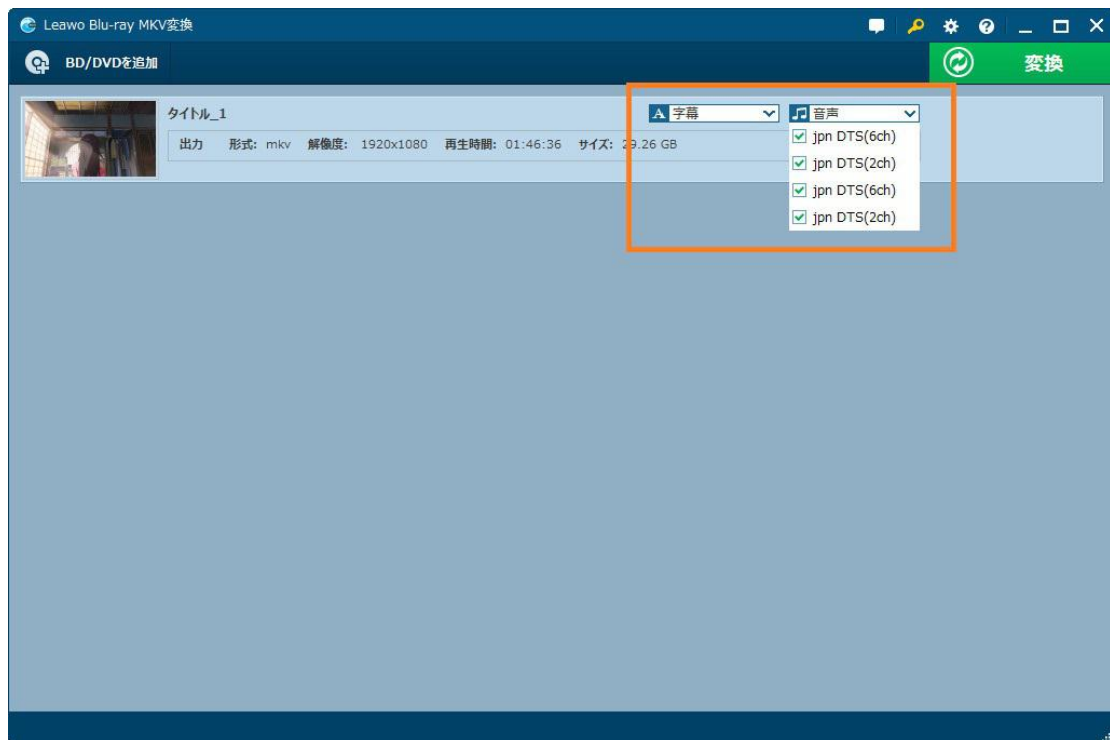 Leawo Blu-ray MKV変換
BD/DVDを追加
変換
タイトル_1
字幕
音声
出力 形式: mkv 解像度: 1920x1080 再生時間: 01:46:36 サイズ: 29.26 GB
jpn DTS(6ch)
jpn DTS(2ch)
jpn DTS(6ch)
jpn DTS(2ch)